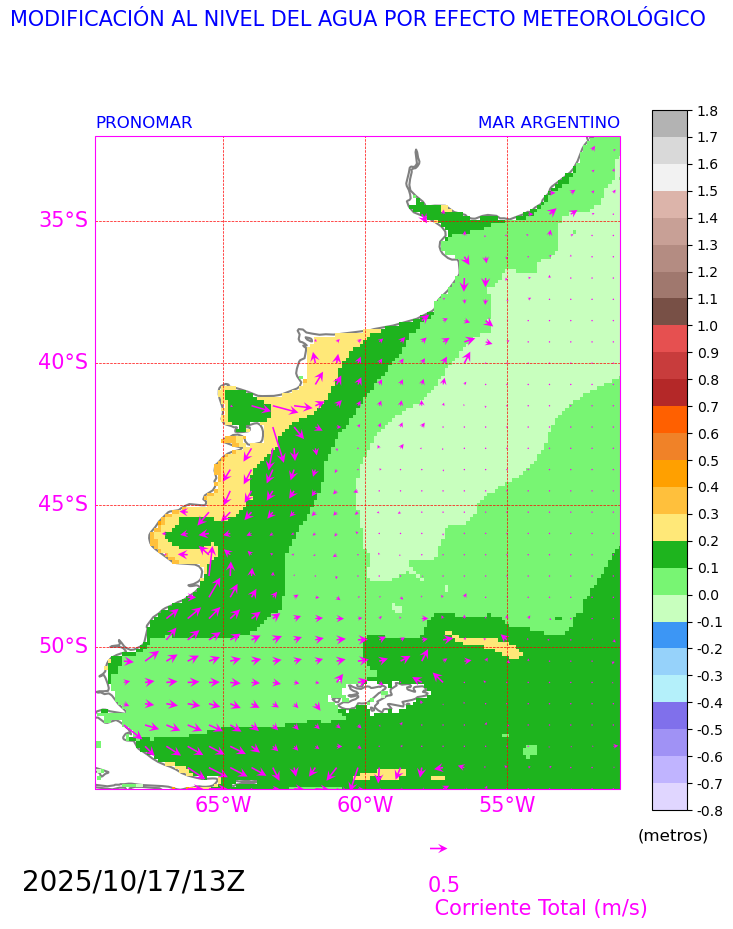 MODIFICACIÓN AL NIVEL DEL AGUA POR EFECTO METEOROLÓGICO
PRONOMAR MAR ARGENTINO
1.8
1.7
1.6
1.5
1.4
1.3
1.2
1.1
1.0
0.9
0.8
0.7
0.6
0.5
0.4
0.3
0.2
0.1
0.0
-0.1
-0.2
-0.3
-0.4
-0.5
-0.6
-0.7
-0.8
(metros)
35°S
40°S
45°S
50°S
65°W 60°W 55°W
2025/10/17/13Z
0.5
Corriente Total (m/s)